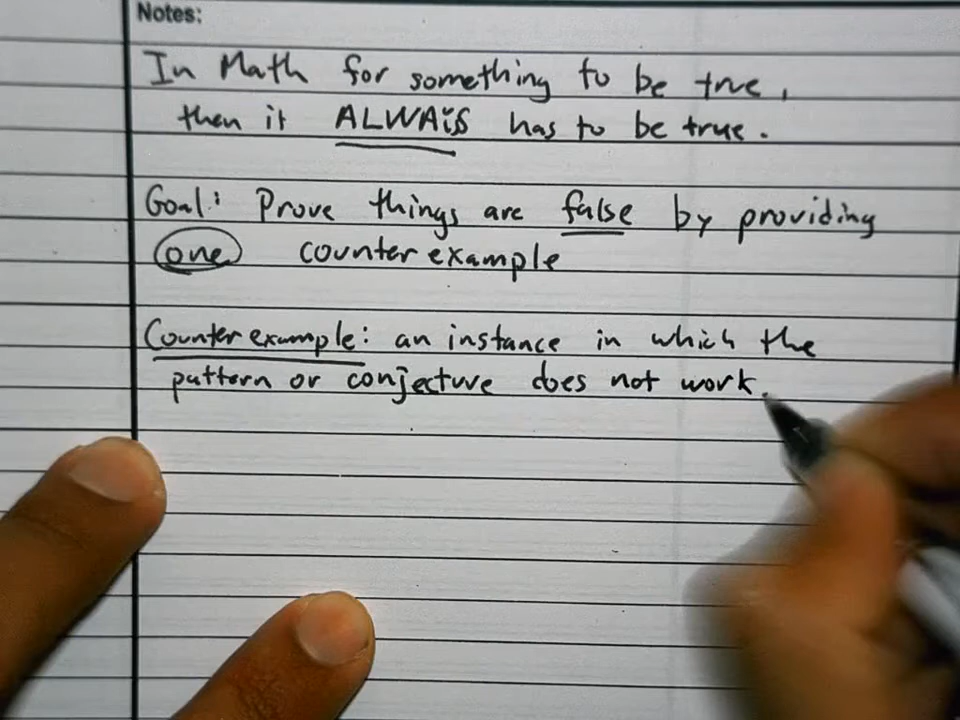 Notes:
In Math for something to be true,
then it ALWAYS has to be true.
Goal: Prove things are false by providing
one counter example
Counter example: an instance in which the
pattern or conjecture does not work.